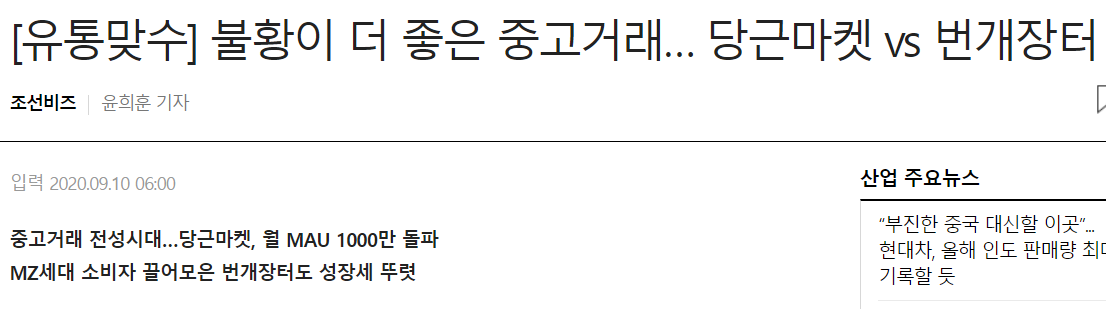 [유통맞수] 불황이 더 좋은 중고거래... 당근마켓 vs 번개장터
조선비즈 윤희훈 기자
입력 2020.09.10 06:00
중고거래 전성시대...당근마켓, 월 MAU 1000만 돌파
MZ세대 소비자 끌어모은 번개장터도 성장세 뚜렷
산업 주요뉴스
“부진한 중국 대신할 이곳”...
현대차, 올해 인도 판매량 최대
기록할 듯